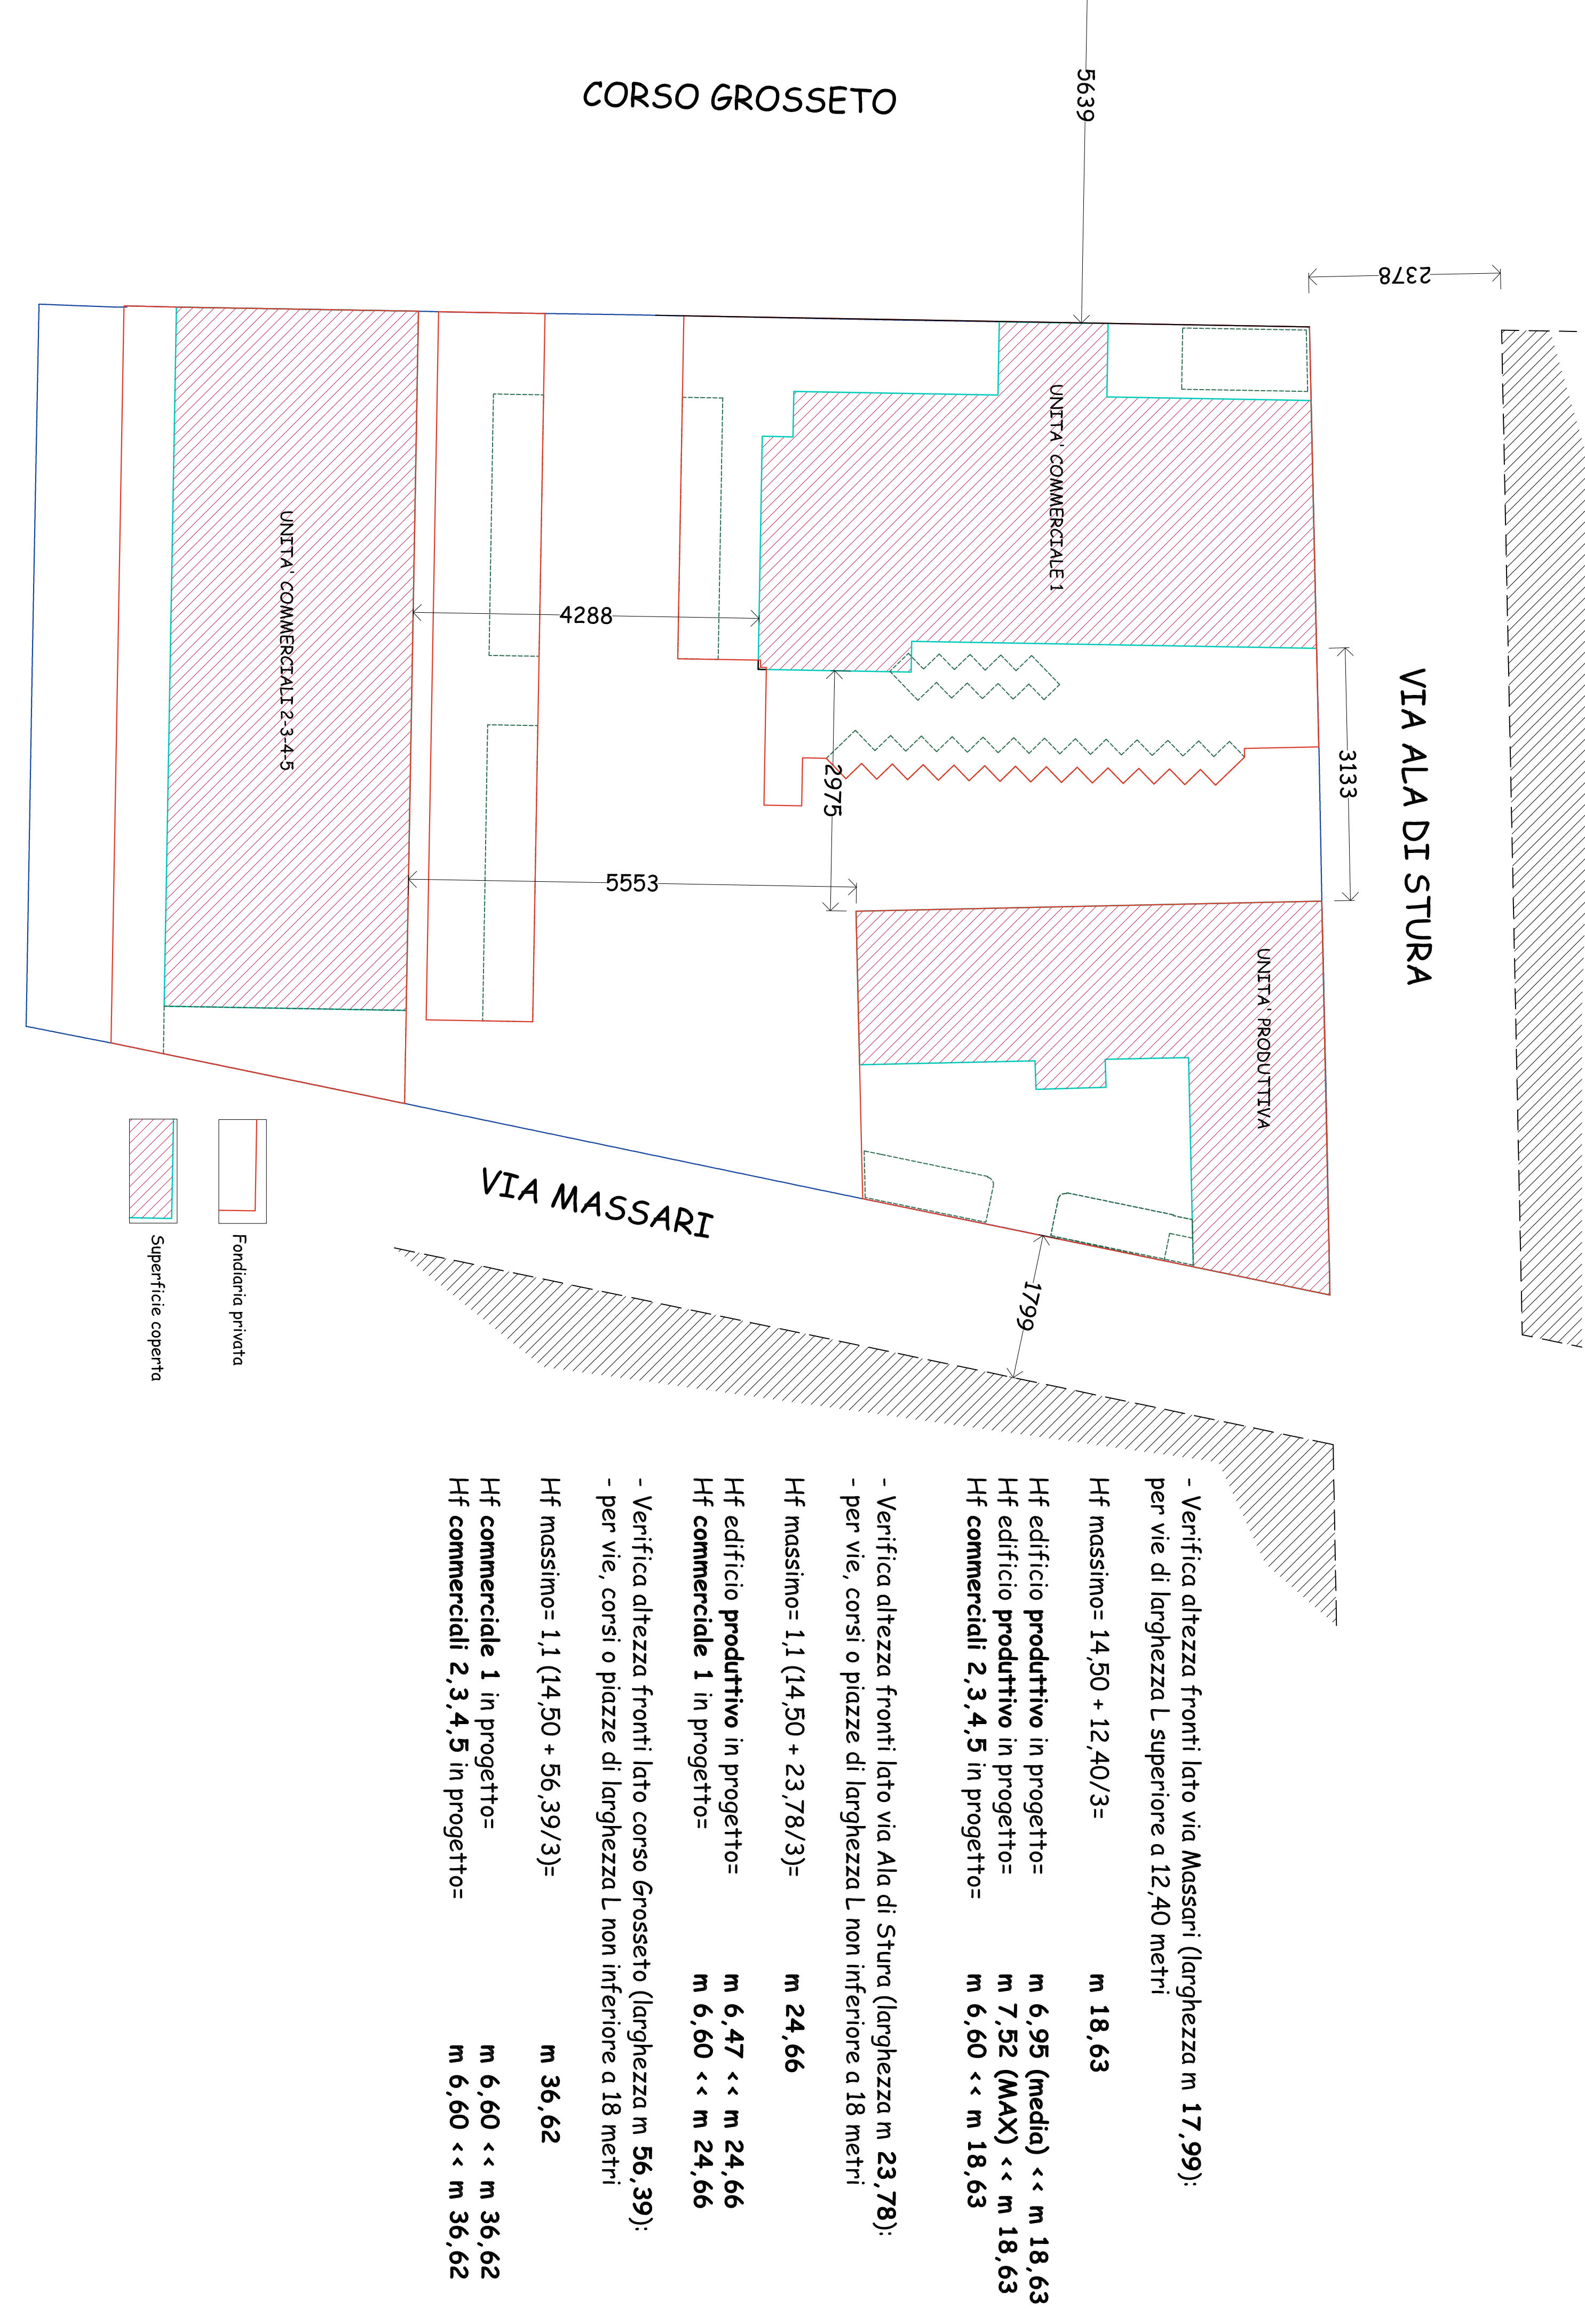 CORSO GROSSETO
5639
2378
VIA ALA DI STURA
3133
UNITA' COMMERCIALE 1
UNITA' COMMERCIALI 2-3-4-5
4288
2975
5553
UNITA' PRODUTTIVA
VIA MASSARI
1799
Fondiaria privata
Superficie coperta
- Verifica altezza fronti lato via Massari (larghezza m 17,99):
per vie di larghezza L superiore a 12,40 metri
Hf massimo= 14,50 + 12,40/3= m 18,63
Hf edificio produttivo in progetto= m 6,95 (media) << m 18,63
Hf edificio produttivo in progetto= m 7,52 (MAX) << m 18,63
Hf commerciali 2,3,4,5 in progetto= m 6,60 << m 18,63
- Verifica altezza fronti lato via Ala di Stura (larghezza m 23,78):
- per vie, corsi o piazze di larghezza L non inferiore a 18 metri
Hf massimo= 1,1 (14,50 + 23,78/3)= m 24,66
Hf edificio produttivo in progetto= m 6,47 << m 24,66
Hf commerciale 1 in progetto= m 6,60 << m 24,66
- Verifica altezza fronti lato corso Grosseto (larghezza m 56,39):
- per vie, corsi o piazze di larghezza L non inferiore a 18 metri
Hf massimo= 1,1 (14,50 + 56,39/3)= m 36,62
Hf commerciale 1 in progetto= m 6,60 << m 36,62
Hf commerciali 2,3,4,5 in progetto= m 6,60 << m 36,62